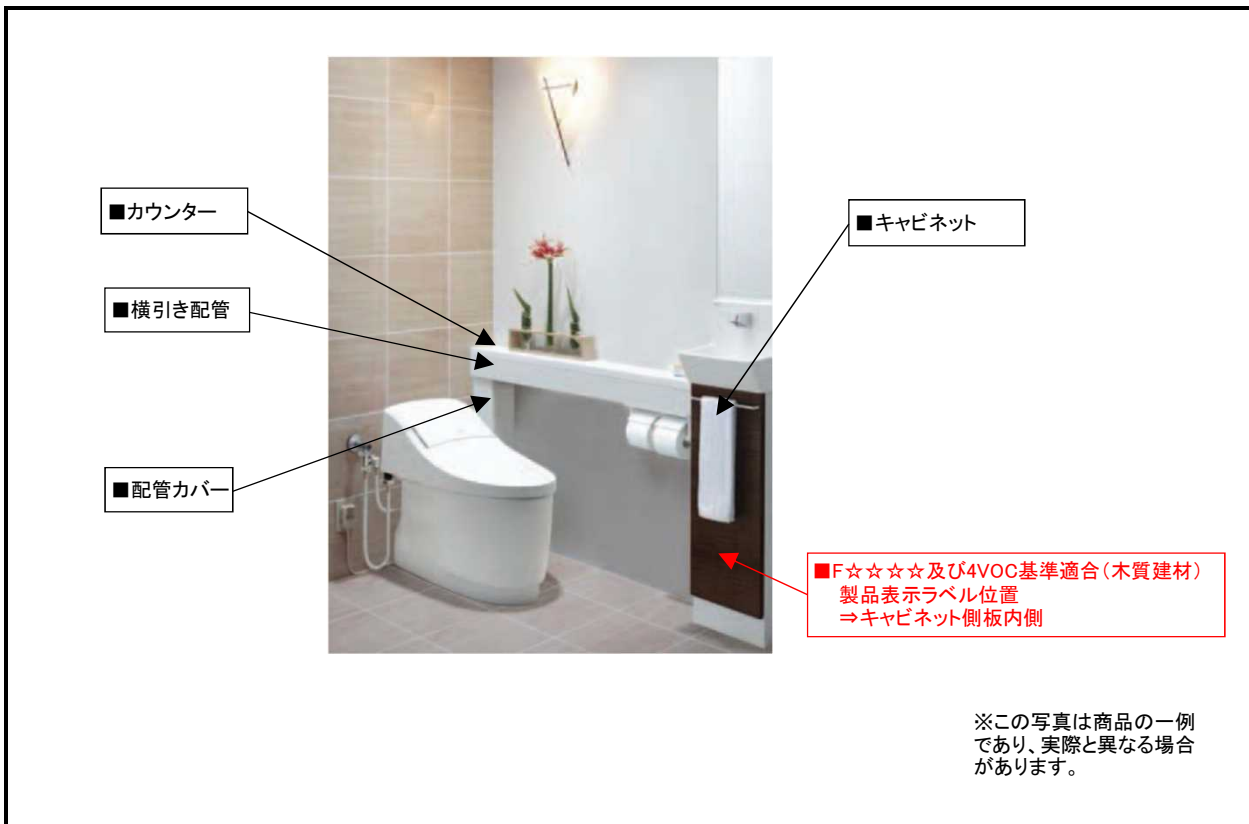 ■カウンター
■キャビネット
■横引き配管
■配管カバー
■F☆☆☆☆及び4VOC基準適合（木質建材）
製品表示ラベル位置
⇒キャビネット側板内側
※この写真は商品の一例
であり、実際と異なる場合
があります。